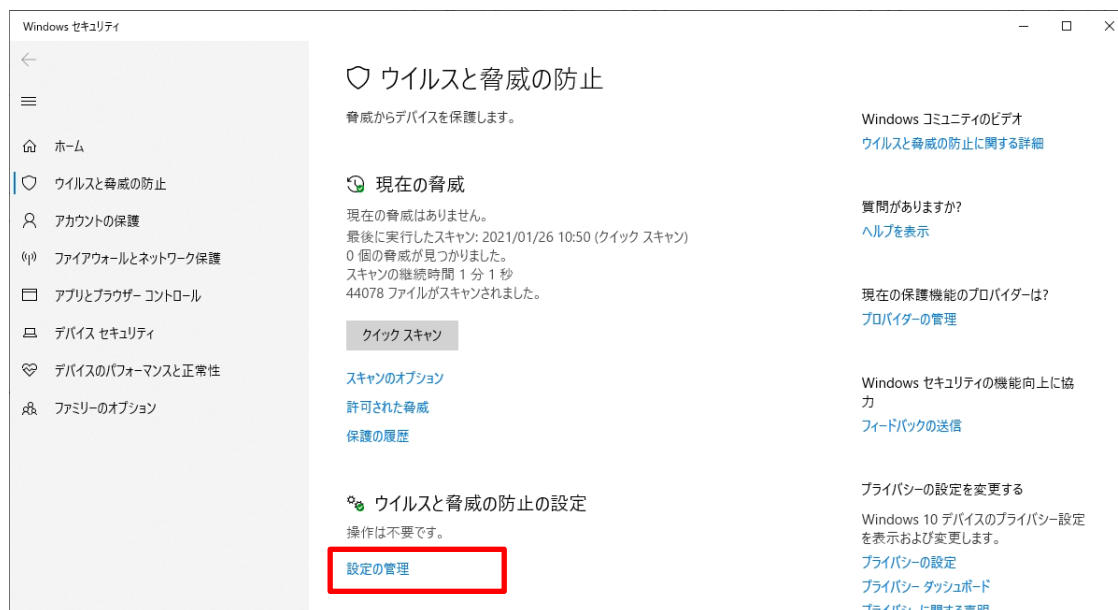 Windows セキュリティ
ホーム
ウイルスと脅威の防止
アカウントの保護
ファイアウォールとネットワーク保護
アプリとブラウザー コントロール
デバイス セキュリティ
デバイスのパフォーマンスと正常性
ファミリーのオプション
ウイルスと脅威の防止
脅威からデバイスを保護します。
現在の脅威
現在の脅威はありません。
最後に実行したスキャン: 2021/01/26 10:50 (クイック スキャン)
0 個の脅威が見つかりました。
スキャンの継続時間 1 分 1 秒
44078 ファイルがスキャンされました。
クイック スキャン
スキャンのオプション
許可された脅威
保護の履歴
ウイルスと脅威の防止の設定
操作は不要です。
設定の管理
Windows コミュニティのビデオ
ウイルスと脅威の防止に関する詳細
質問がありますか?
ヘルプを表示
現在の保護機能のプロバイダーは?
プロバイダーの管理
Windows セキュリティの機能向上に協
力
フィードバックの送信
プライバシーの設定を変更する
Windows 10 デバイスのプライバシー設定
を表示および変更します。
プライバシーの設定
プライバシー ダッシュボード
プライバシーに関する声明